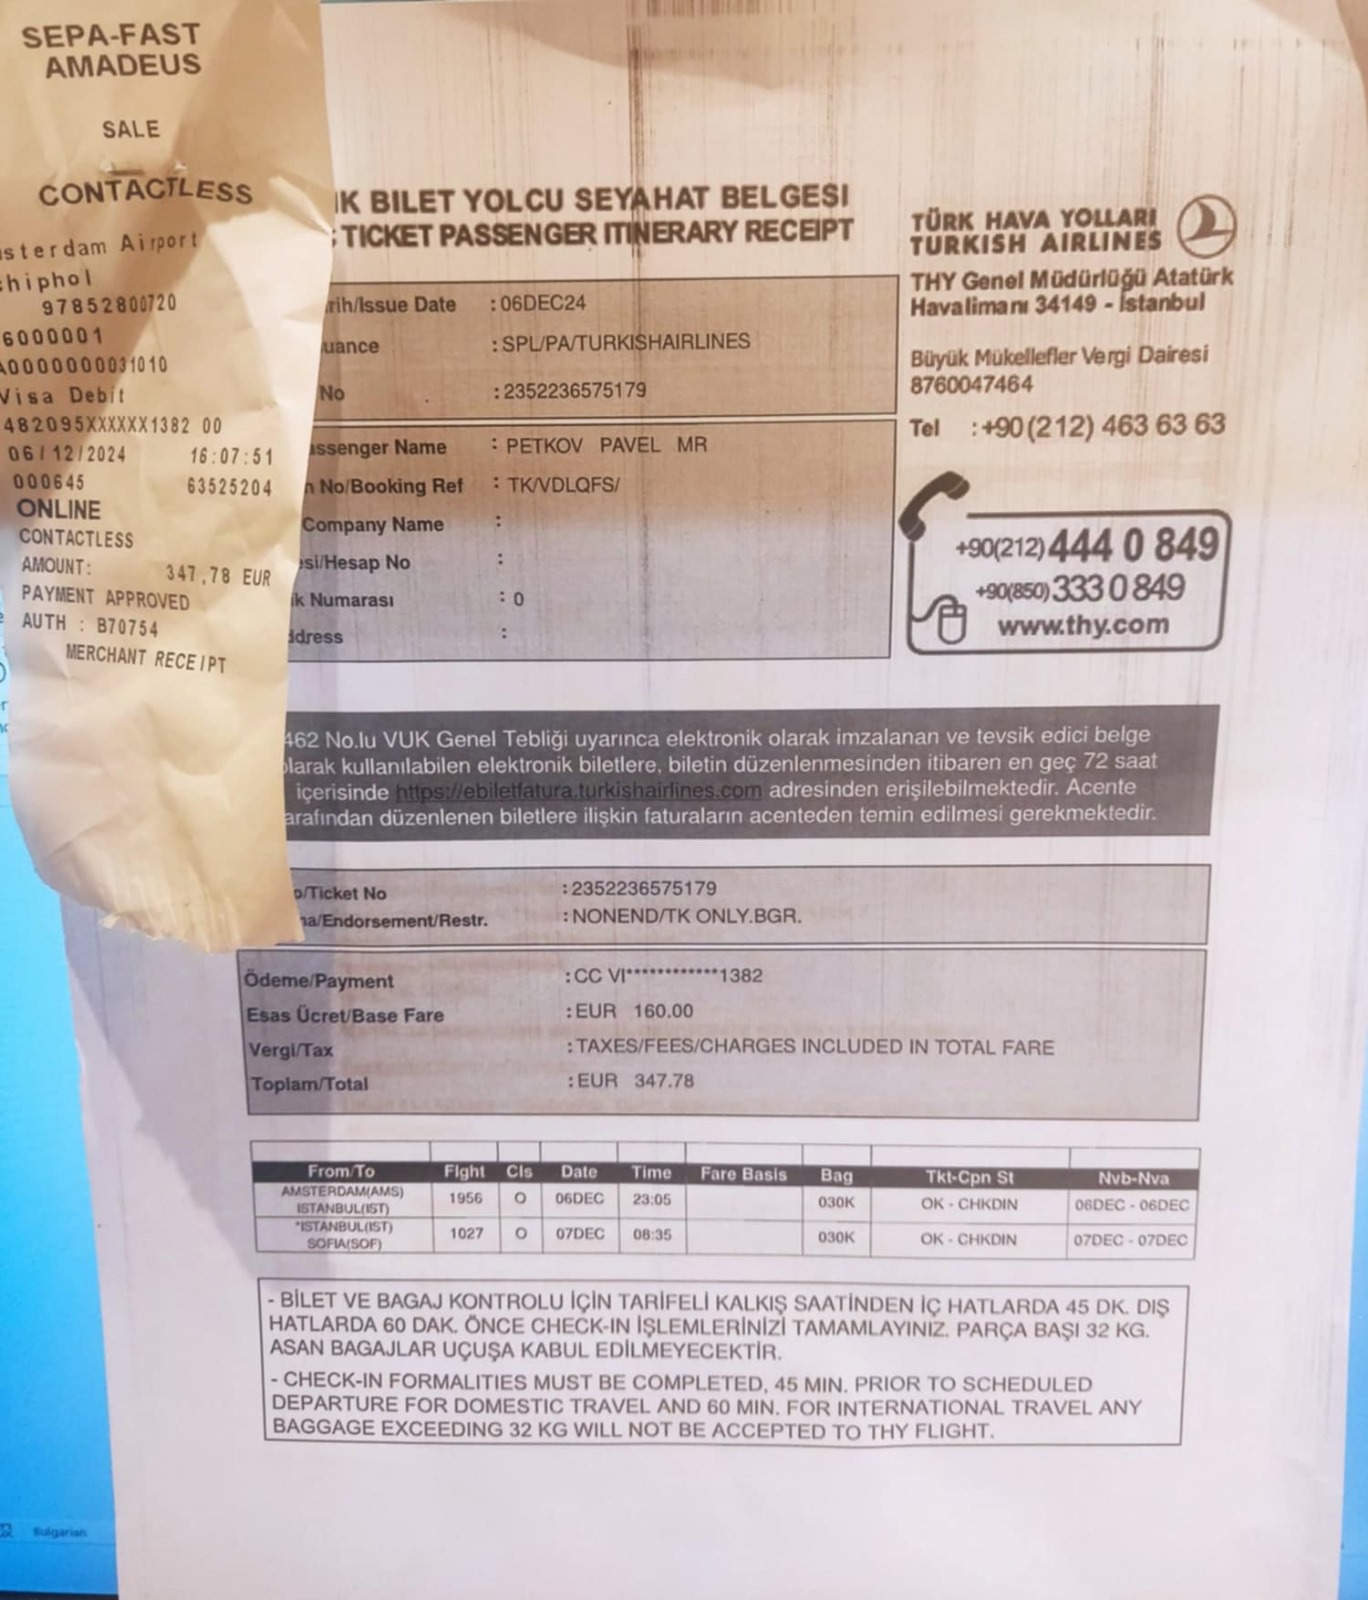 SEPA-FAST
AMADEUS
SALE
CONTACTLESS
Airport
97852800720
Visa Debit
482095XXXXXX1382 00
06/12/2024 16:07:51
000645 63525204
ONLINE
CONTACTLESS
AMOUNT: 347,78 EUR
PAYMENT APPROVED
AUTH : B70754
MERCHANT RECEIPT
BILET YOLCU SEYAHAT BELGESI
TICKET PASSENGER ITINERARY RECEIPT
TÜRK HAVA YOLLARI
TURKISH AIRLINES
THY Genel Müdürlüğü Atatürk
Havalimanı 34149 - İstanbul
Büyük Mükellefler Vergi Dairesi
8760047464
Tel :+90(212) 463 63 63
+90(212)444 0 849
+90(850)333 0 849
www.thy.com
/Issue Date :06DEC24
:SPL/PA/TURKISHAIRLINES
No :2352236575179
Name : PETKOV PAVEL MR
No/Booking Ref : TK/VDLQFS/
Company Name :
/Hesap No :
Numarası : 0
:
462 No.lu VUK Genel Tebliği uyarınca elektronik olarak imzalanan ve tevsik edici belge
olarak kullanılabilen elektronik biletlere, biletin düzenlenmesinden itibaren en geç 72 saat
içerisinde https://ebiletfatura.turkishairlines.com adresinden erişilebilmektedir. Acente
tarafından düzenlenen biletlere ilişkin faturaların acenteden temin edilmesi gerekmektedir.
/Ticket No :2352236575179
/Endorsement/Restr. :NONEND/TK ONLY.BGR.
Ödeme/Payment :CC VI************1382
Esas Ücret/Base Fare :EUR 160.00
Vergi/Tax :TAXES/FEES/CHARGES INCLUDED IN TOTAL FARE
Toplam/Total :EUR 347.78
From/To Flght Cls Date Time Fare Basis Bag Tkt-Cpn St Nvb-Nva
AMSTERDAM(AMS)
ISTANBUL(IST) 1956 O 06DEC 23:05 030K OK - CHKDIN 06DEC - 06DEC
*ISTANBUL(IST)
SOFIA(SOF) 1027 O 07DEC 08:35 030K OK - CHKDIN 07DEC - 07DEC
- BİLET VE BAGAJ KONTROLU İÇİN TARIFELİ KALKIŞ SAATİNDEN İÇ HATLARDA 45 DK. DIŞ
HATLARDA 60 DAK. ÖNCE CHECK-IN İŞLEMLERİNİZİ TAMAMLAYINIZ. PARÇA BAŞI 32 KG.
ASAN BAGAJLAR UÇUŞA KABUL EDİLMEYECEKTİR.
- CHECK-IN FORMALITIES MUST BE COMPLETED, 45 MIN. PRIOR TO SCHEDULED
DEPARTURE FOR DOMESTIC TRAVEL AND 60 MIN. FOR INTERNATIONAL TRAVEL ANY
BAGGAGE EXCEEDING 32 KG WILL NOT BE ACCEPTED TO THY FLIGHT.
Bulgarian